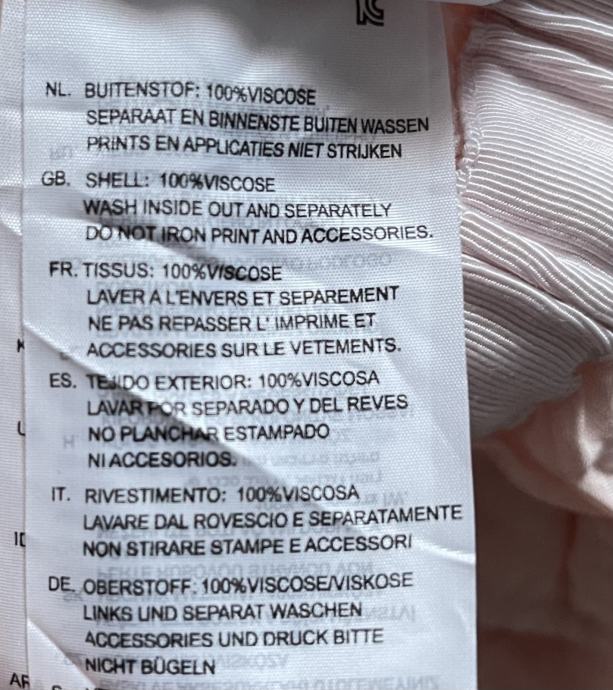 NL. BUITENSTOF: 100%VISCOSE
SEPARAAT EN BINNENSTE BUITEN WASSEN
PRINTS EN APPLICATIES NIET STRIJKEN
GB. SHELL: 100%VISCOSE
WASH INSIDE OUT AND SEPARATELY
DO NOT IRON PRINT AND ACCESSORIES.
FR. TISSUS: 100%VISCOSE
LAVER A L'ENVERS ET SEPAREMENT
NE PAS REPASSER L' IMPRIME ET
ACCESSORIES SUR LE VETEMENTS.
ES. TEJIDO EXTERIOR: 100%VISCOSA
LAVAR POR SEPARADO Y DEL REVES
NO PLANCHAR ESTAMPADO
NI ACCESORIOS.
IT. RIVESTIMENTO: 100%VISCOSA
LAVARE DAL ROVESCIO E SEPARATAMENTE
NON STIRARE STAMPE E ACCESSORI
DE. OBERSTOFF: 100%VISCOSE/VISKOSE
LINKS UND SEPARAT WASCHEN
ACCESSORIES UND DRUCK BITTE
NICHT BÜGELN